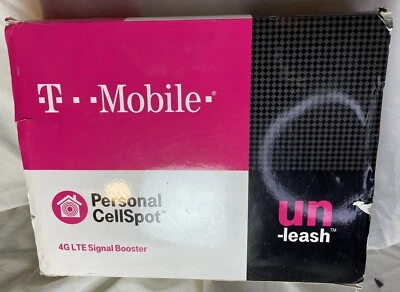 T··Mobile·®
Personal
CellSpot™
4G LTE Signal Booster
un
-leash™